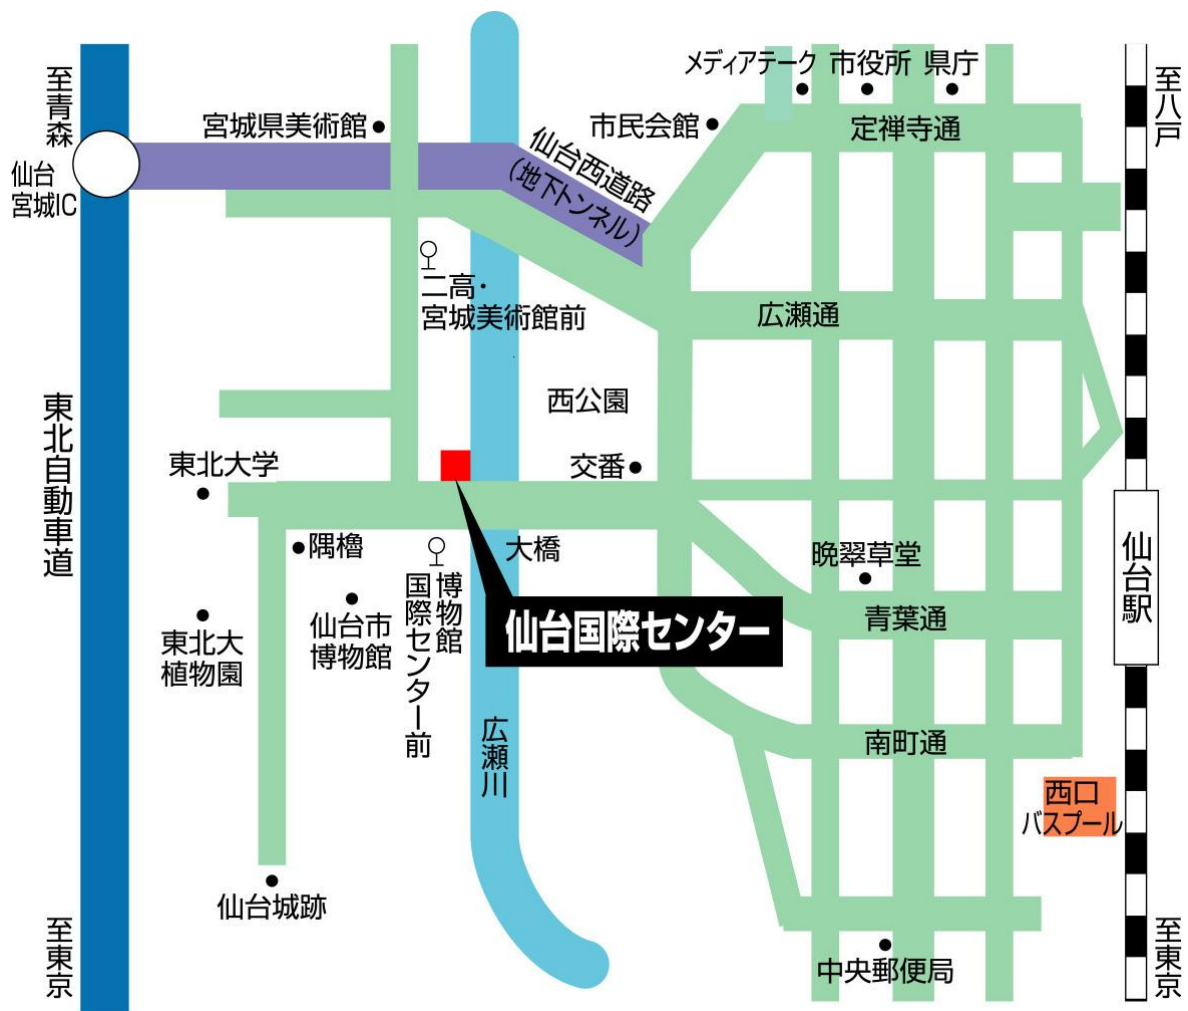 至青森
仙台
宮城IC
宮城県美術館
仙台西道路
(地下トンネル)
市民会館
メディアテーク
市役所
県庁
定禅寺通
至八戸
二高・
宮城美術館前
広瀬通
西公園
東北自動車道
東北大学
交番
隅櫓
大橋
晩翠草堂
仙台駅
博物館
国際センター前
仙台国際センター
青葉通
東北大
植物園
仙台市
博物館
広瀬川
南町通
西口
バスプール
仙台城跡
中央郵便局
至東京
至東京